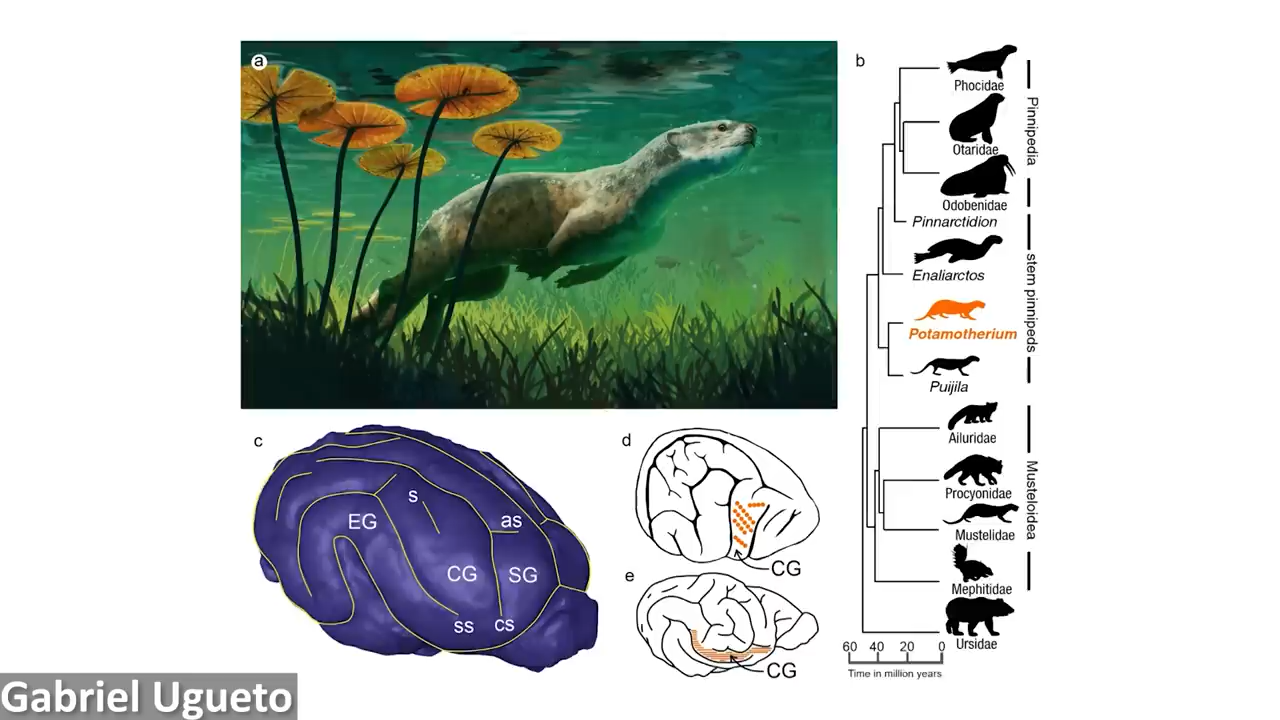 a
b
Phocidae
Otaridae
Odobenidae
Pinnarctidion
Enaliarctos
Potamotherium
Puijila
Ailuridae
Procyonidae
Mustelidae
Mephitidae
Ursidae
Pinnipedia
stem pinnipeds
Musteloidea
60 40 20 0
Time in million years
c
EG
s
as
CG
SG
ss
cs
d
CG
e
CG
Gabriel Ugueto